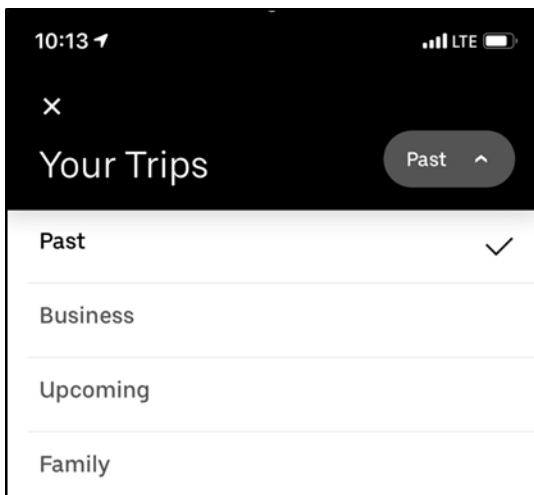 10:13 LTE
Your Trips
Past
Past
Business
Upcoming
Family